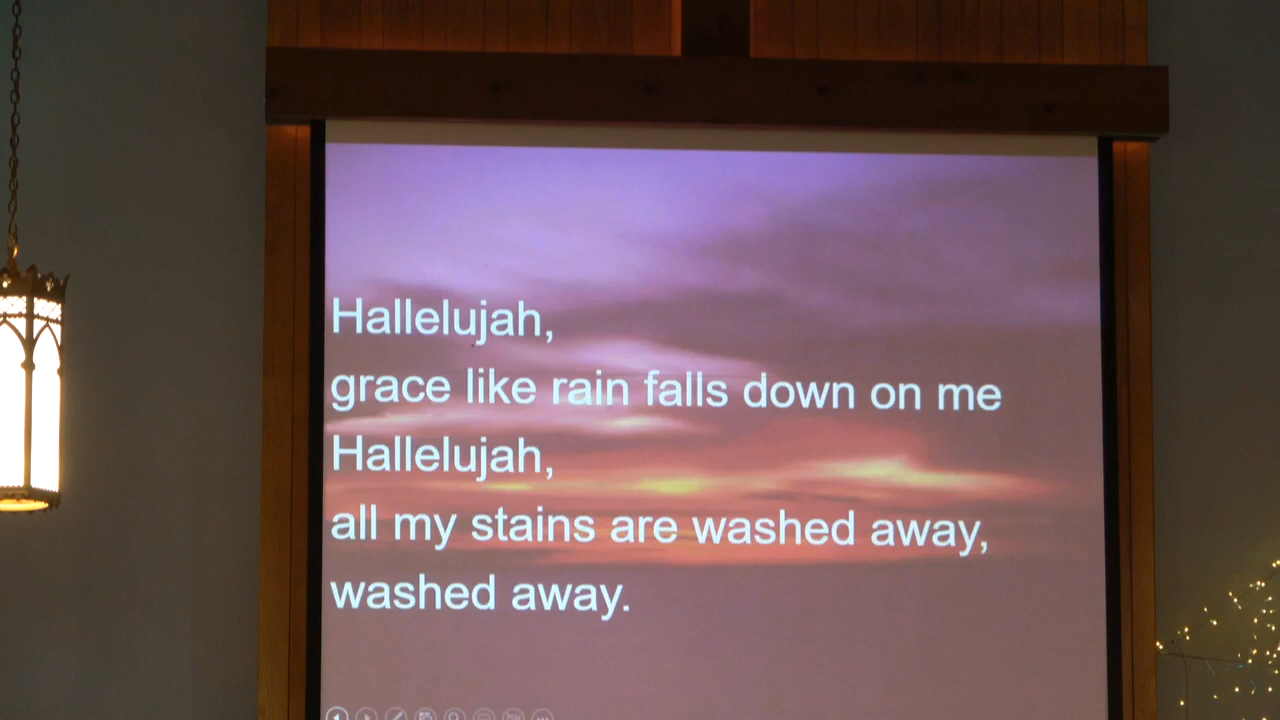 Hallelujah,
grace like rain falls down on me
Hallelujah,
all my stains are washed away,
washed away.